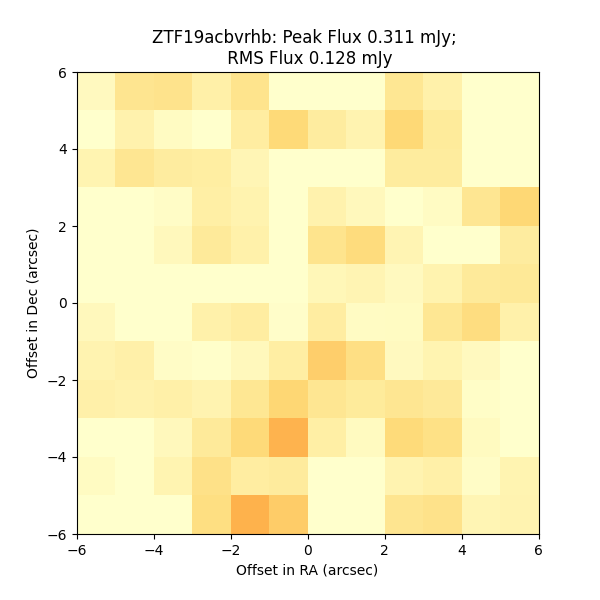 ZTF19acbvrhb: Peak Flux 0.311 mJy;
RMS Flux 0.128 mJy
6
4
2
0
−2
−4
−6
Offset in Dec (arcsec)
−6 −4 −2 0 2 4 6
Offset in RA (arcsec)